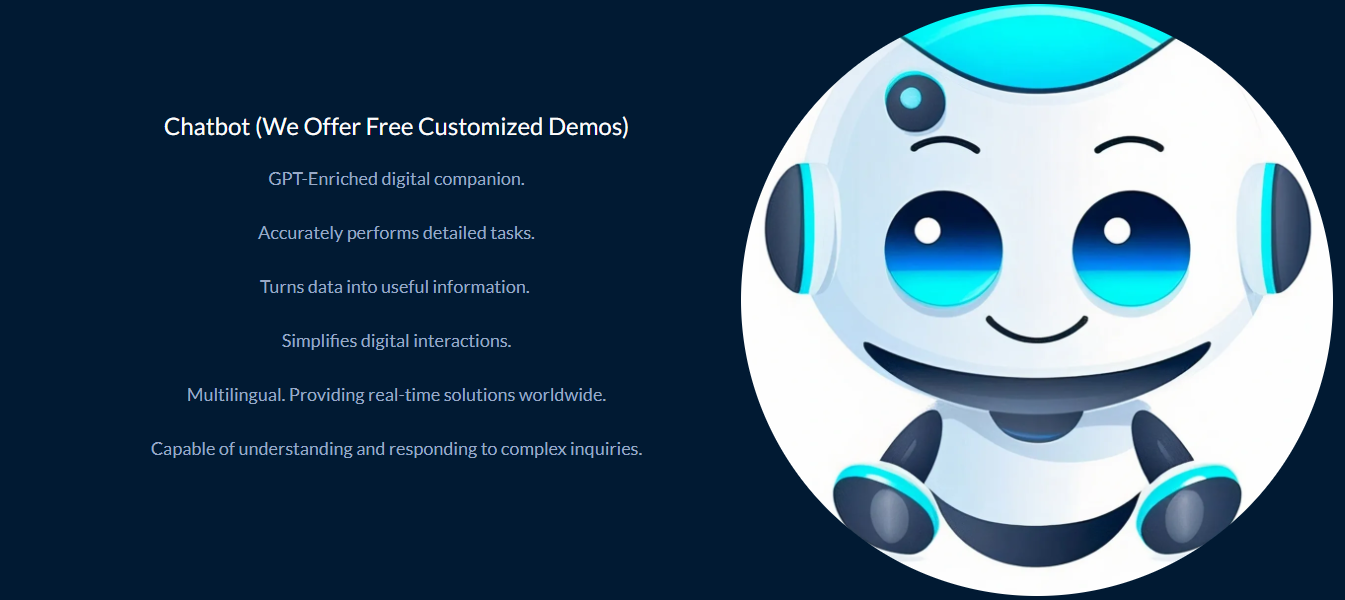 Chatbot (We Offer Free Customized Demos)
GPT-Enriched digital companion.
Accurately performs detailed tasks.
Turns data into useful information.
Simplifies digital interactions.
Multilingual. Providing real-time solutions worldwide.
Capable of understanding and responding to complex inquiries.